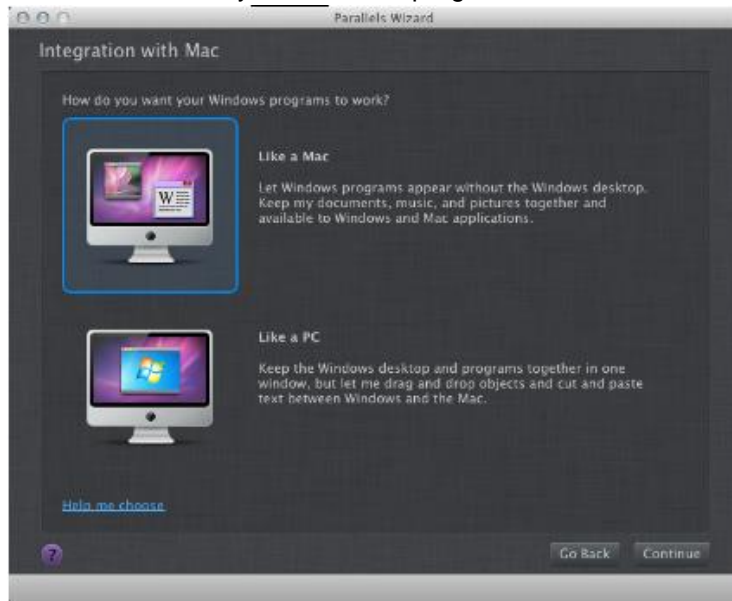 Parallels Wizard
Integration with Mac
How do you want your Windows programs to work?
Like a Mac
Let Windows programs appear without the Windows desktop.
Keep my documents, music, and pictures together and
available to Windows and Mac applications.
W
Like a PC
Keep the Windows desktop and programs together in one
window, but let me drag and drop objects and cut and paste
text between Windows and the Mac.
Help me choose
?
Go Back Continue